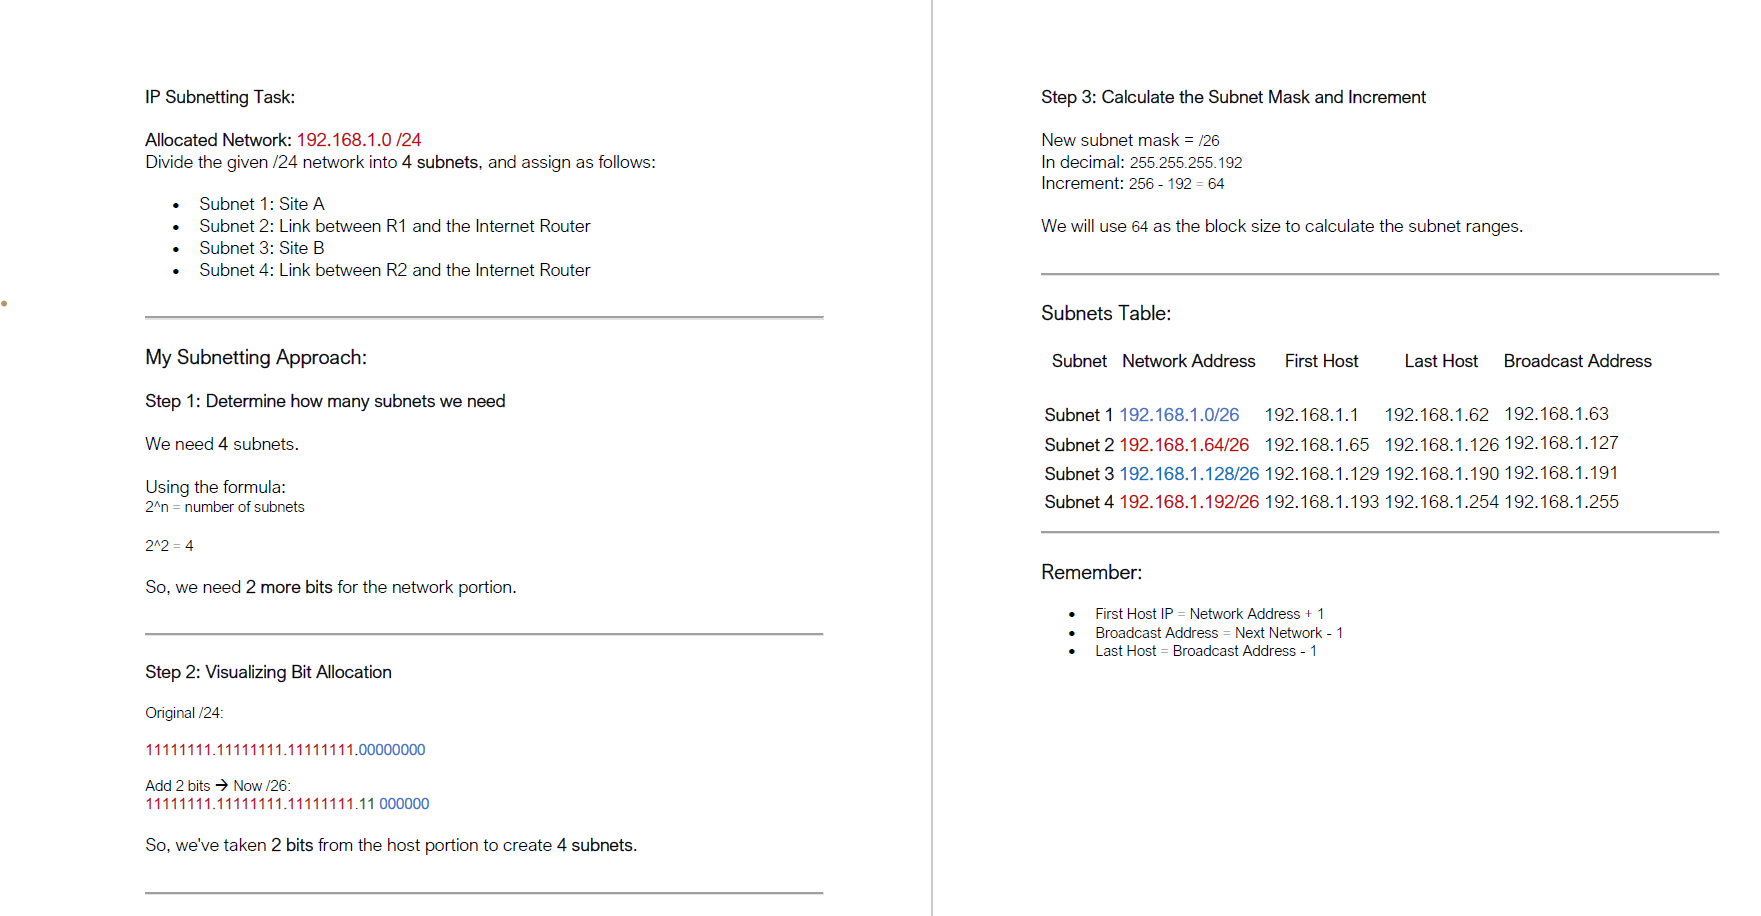 IP Subnetting Task:
Allocated Network: 192.168.1.0 /24
Divide the given /24 network into 4 subnets, and assign as follows:
• Subnet 1: Site A
• Subnet 2: Link between R1 and the Internet Router
• Subnet 3: Site B
• Subnet 4: Link between R2 and the Internet Router
My Subnetting Approach:
Step 1: Determine how many subnets we need
We need 4 subnets.
Using the formula:
2^n = number of subnets
2^2 = 4
So, we need 2 more bits for the network portion.
Step 2: Visualizing Bit Allocation
Original /24:
11111111.11111111.11111111.00000000
Add 2 bits → Now /26:
11111111.11111111.11111111.11 000000
So, we've taken 2 bits from the host portion to create 4 subnets.
Step 3: Calculate the Subnet Mask and Increment
New subnet mask = /26
In decimal: 255.255.255.192
Increment: 256 - 192 = 64
We will use 64 as the block size to calculate the subnet ranges.
Subnets Table:
Subnet Network Address First Host Last Host Broadcast Address
Subnet 1 192.168.1.0/26 192.168.1.1 192.168.1.62 192.168.1.63
Subnet 2 192.168.1.64/26 192.168.1.65 192.168.1.126 192.168.1.127
Subnet 3 192.168.1.128/26 192.168.1.129 192.168.1.190 192.168.1.191
Subnet 4 192.168.1.192/26 192.168.1.193 192.168.1.254 192.168.1.255
Remember:
• First Host IP = Network Address + 1
• Broadcast Address = Next Network - 1
• Last Host = Broadcast Address - 1